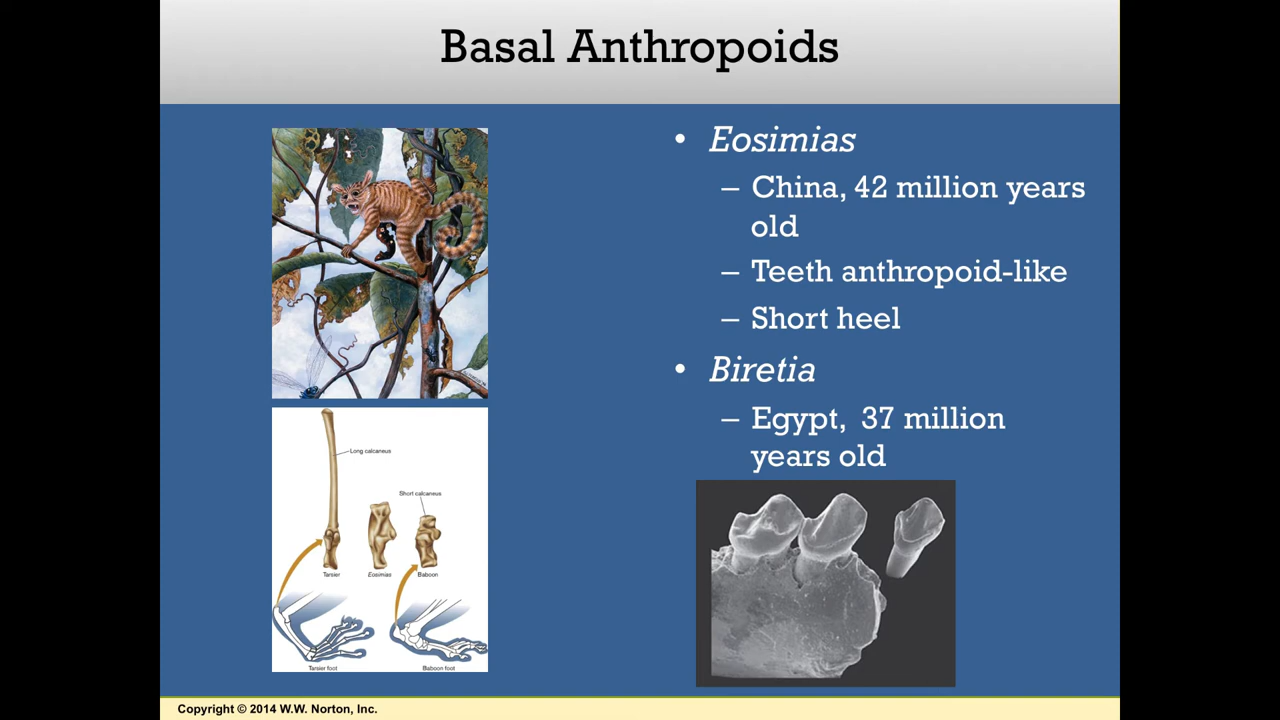 Basal Anthropoids
• Eosimias
– China, 42 million years
old
– Teeth anthropoid-like
– Short heel
• Biretia
– Egypt,  37 million
years old
Long calcaneus
Short calcaneus
Tarsier
Eosimias
Baboon
Tarsier foot
Baboon foot
Copyright © 2014 W.W. Norton, Inc.